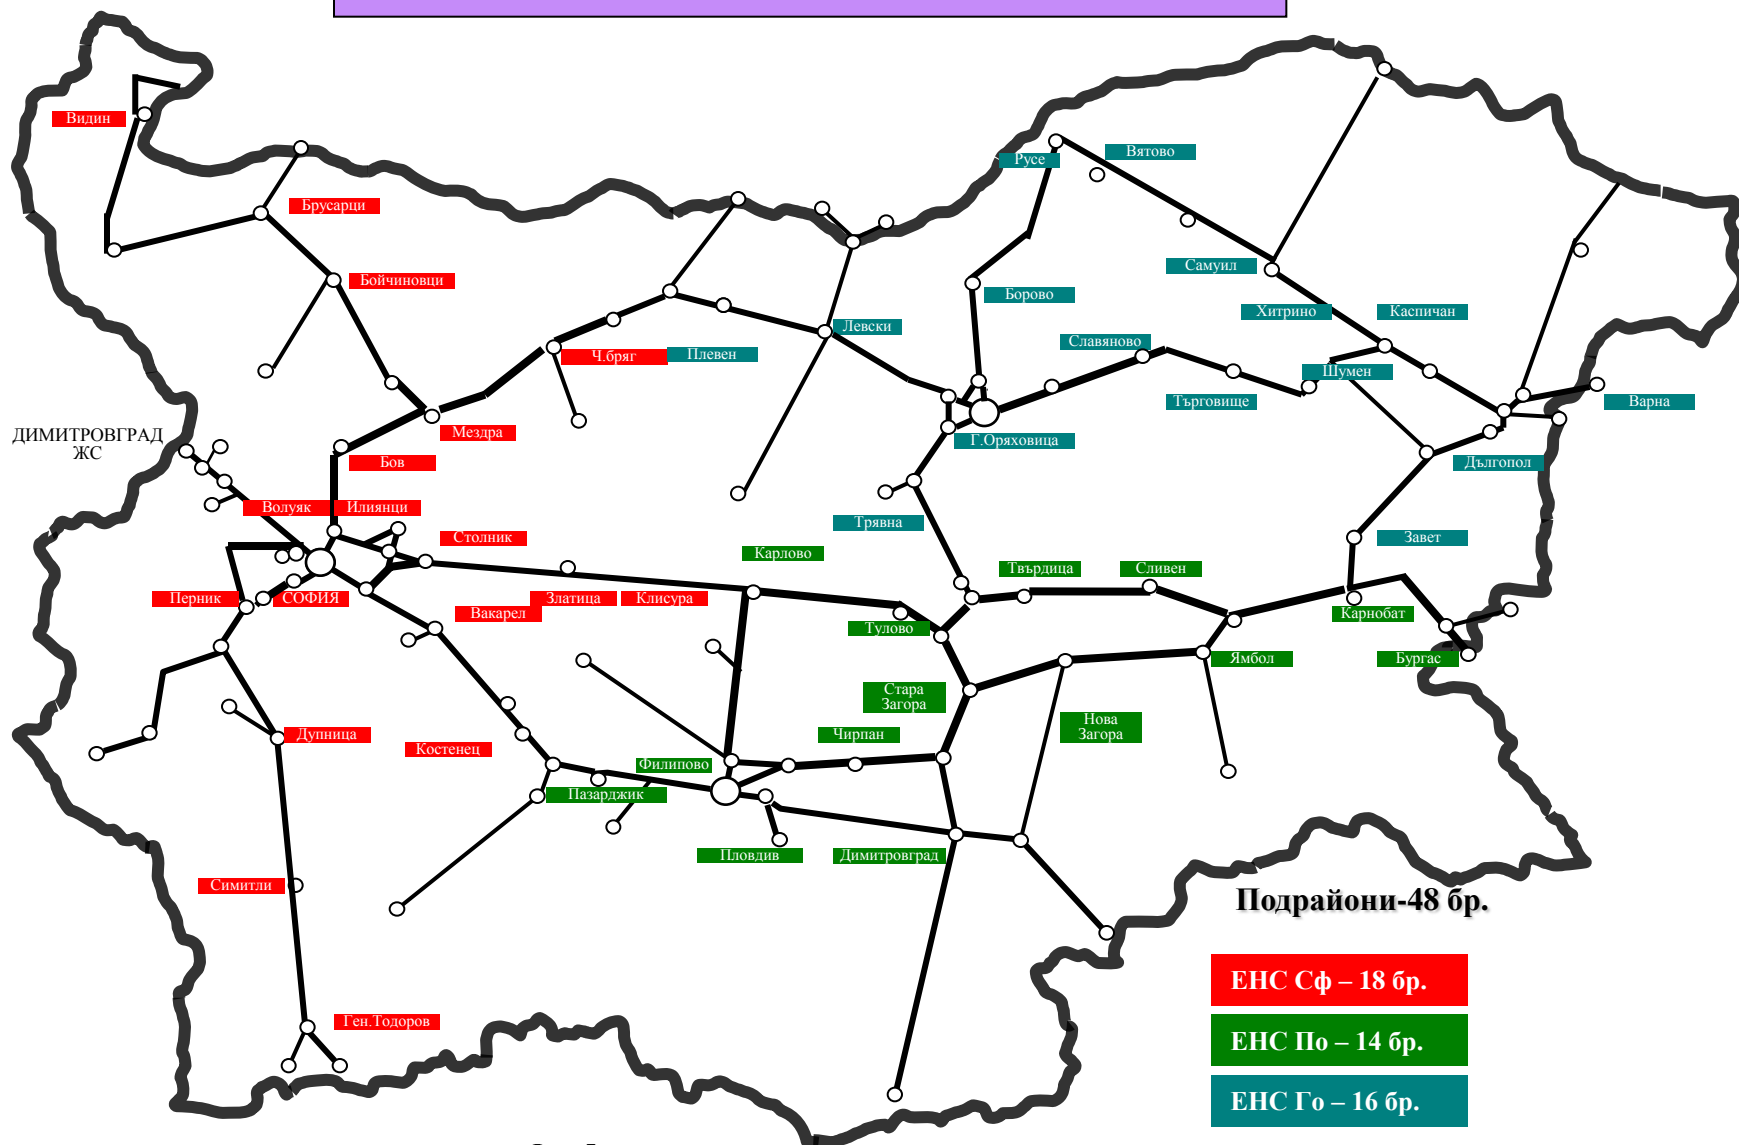 Видин
Русе
Вятово
Брусарци
Самуил
Бойчиновци
Борово
Хитрино
Каспичан
Левски
Славяново
Ч.бряг
Плевен
Шумен
Търговище
Варна
Мездра
Г.Оряховица
ДИМИТРОВГРАД
ЖС
Бов
Дългопол
Волуяк
Илиянци
Трявна
Столник
Завет
Карлово
Твърдица
Сливен
Перник
СОФИЯ
Златица
Клисура
Вакарел
Карнобат
Тулово
Ямбол
Бургас
Стара
Загора
Нова
Загора
Дупница
Чирпан
Костенец
Филипово
Пазарджик
Пловдив
Димитровград
Симитли
Подрайони-48 бр.
ЕНС Сф – 18 бр.
Ген.Тодоров
ЕНС По – 14 бр.
ЕНС Го – 16 бр.